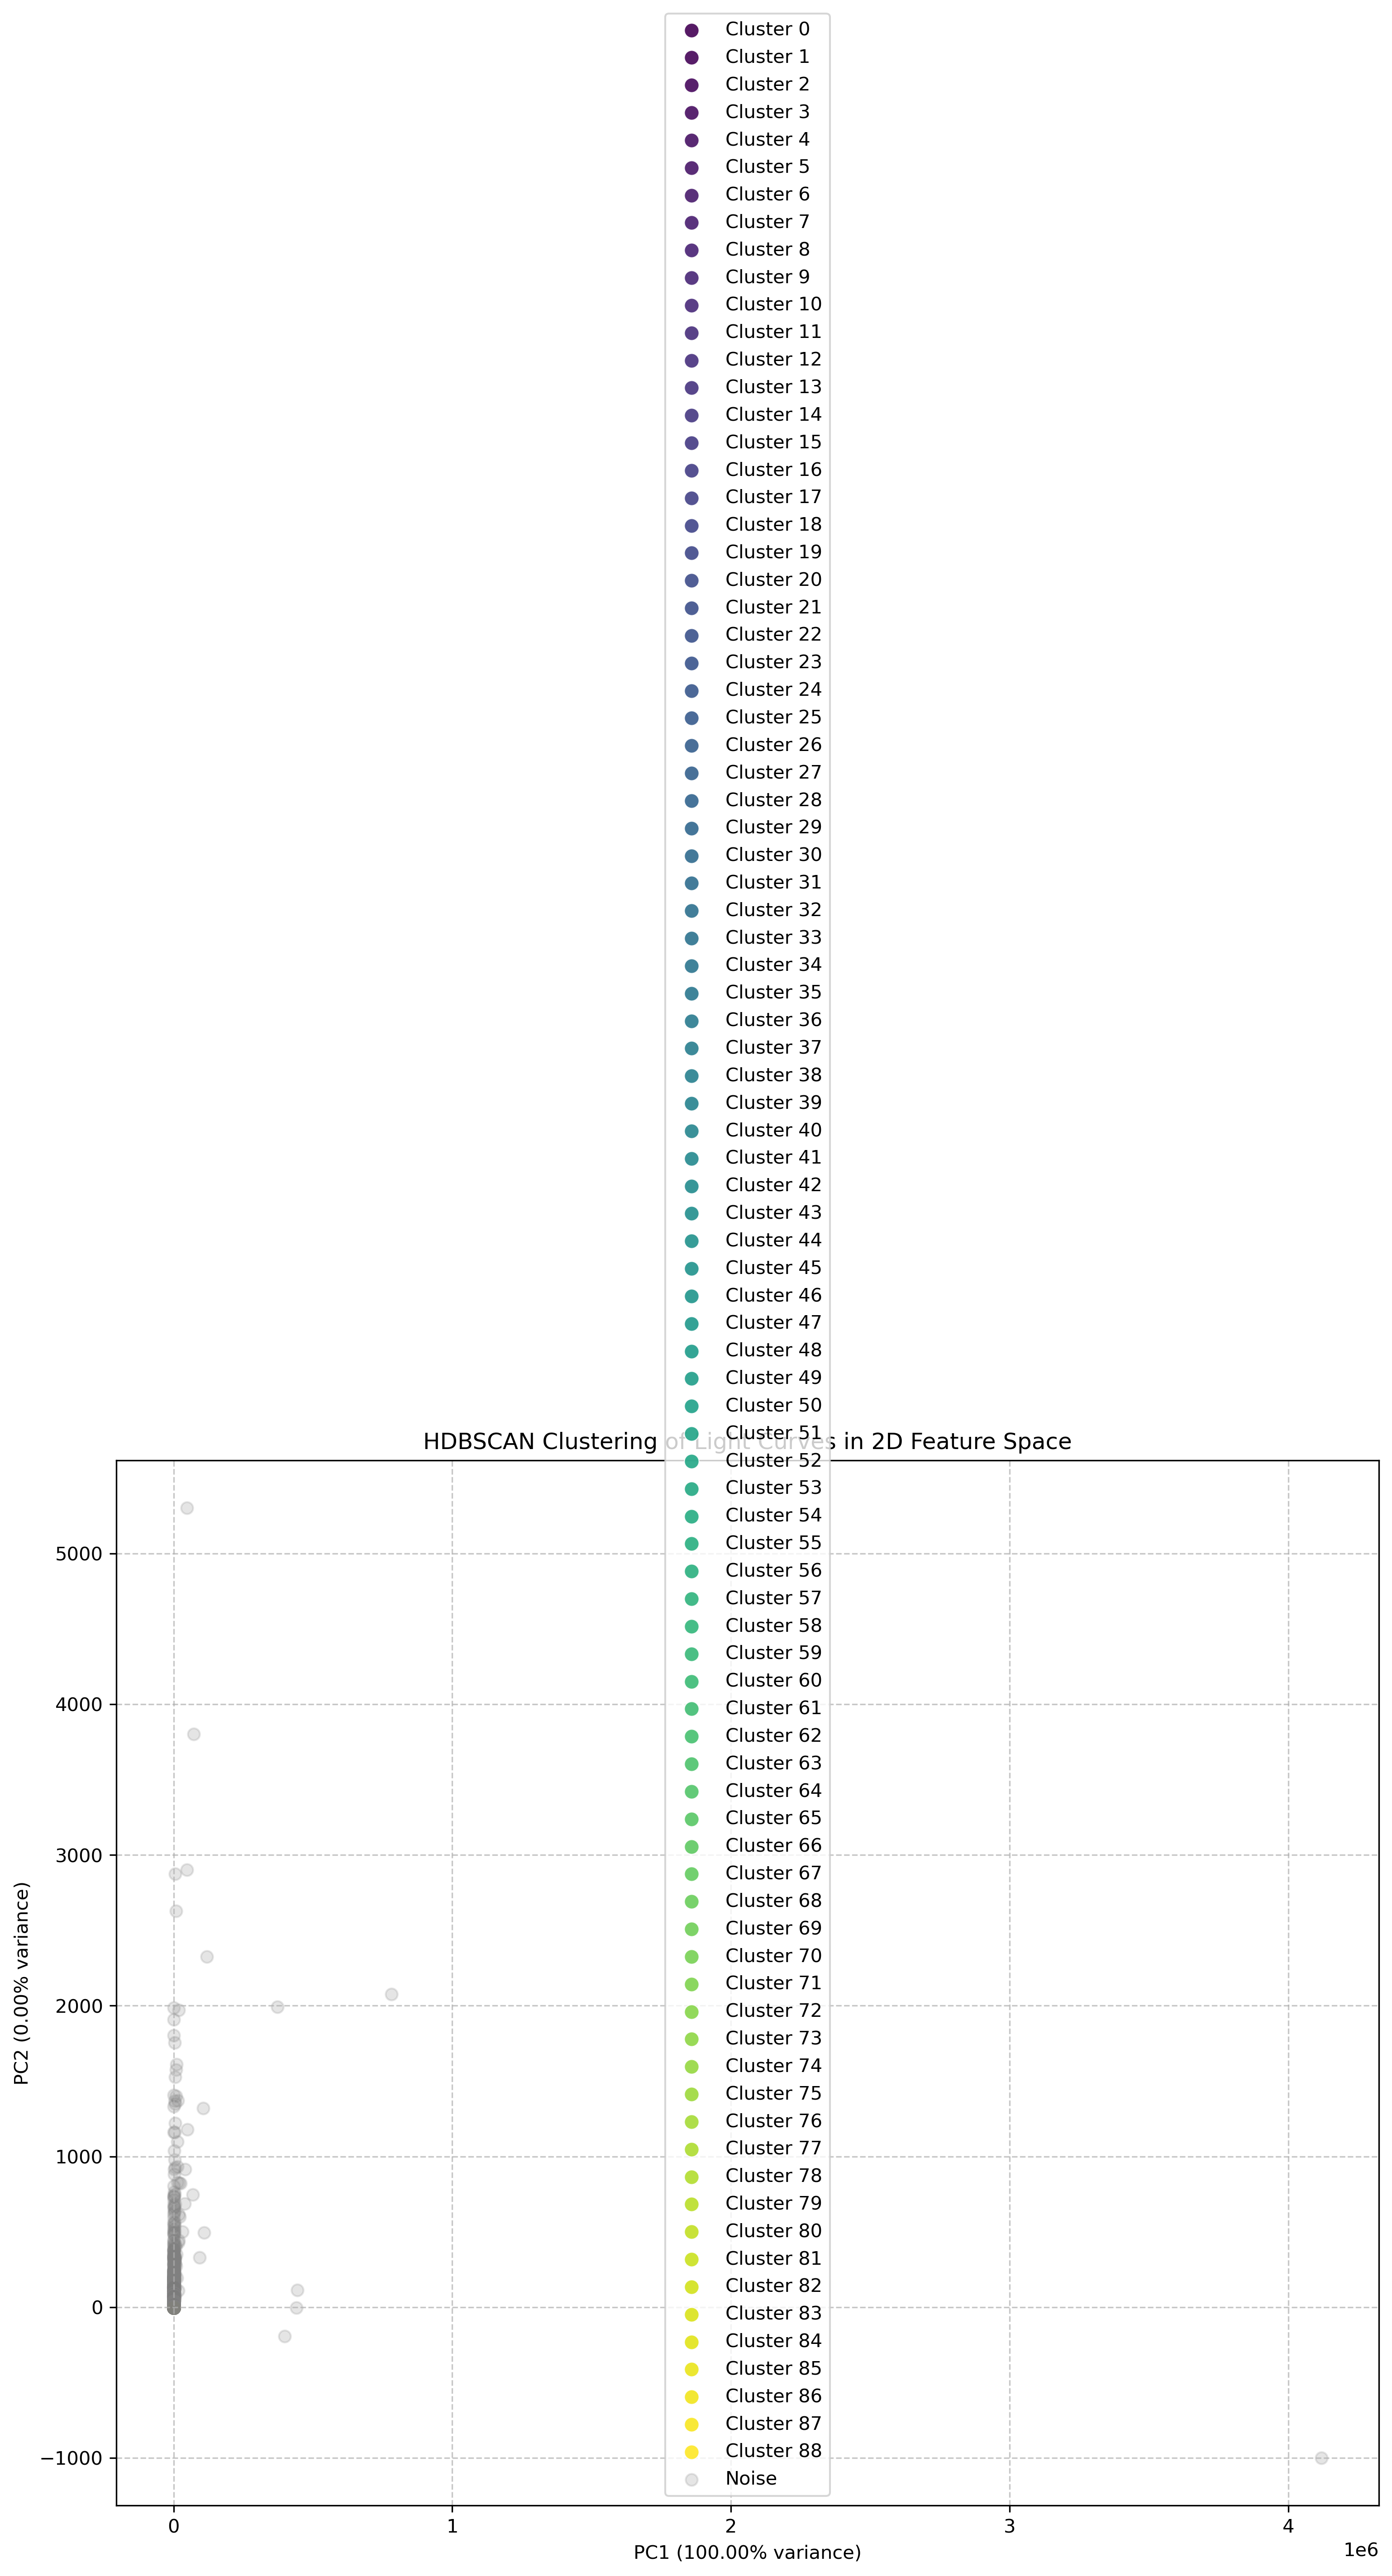 Cluster 0
Cluster 1
Cluster 2
Cluster 3
Cluster 4
Cluster 5
Cluster 6
Cluster 7
Cluster 8
Cluster 9
Cluster 10
Cluster 11
Cluster 12
Cluster 13
Cluster 14
Cluster 15
Cluster 16
Cluster 17
Cluster 18
Cluster 19
Cluster 20
Cluster 21
Cluster 22
Cluster 23
Cluster 24
Cluster 25
Cluster 26
Cluster 27
Cluster 28
Cluster 29
Cluster 30
Cluster 31
Cluster 32
Cluster 33
Cluster 34
Cluster 35
Cluster 36
Cluster 37
Cluster 38
Cluster 39
Cluster 40
Cluster 41
Cluster 42
Cluster 43
Cluster 44
Cluster 45
Cluster 46
Cluster 47
Cluster 48
Cluster 49
Cluster 50
Cluster 51
Cluster 52
Cluster 53
Cluster 54
Cluster 55
Cluster 56
Cluster 57
Cluster 58
Cluster 59
Cluster 60
Cluster 61
Cluster 62
Cluster 63
Cluster 64
Cluster 65
Cluster 66
Cluster 67
Cluster 68
Cluster 69
Cluster 70
Cluster 71
Cluster 72
Cluster 73
Cluster 74
Cluster 75
Cluster 76
Cluster 77
Cluster 78
Cluster 79
Cluster 80
Cluster 81
Cluster 82
Cluster 83
Cluster 84
Cluster 85
Cluster 86
Cluster 87
Cluster 88
Noise
HDBSCAN Clustering of Light Curves in 2D Feature Space
5000
4000
3000
2000
1000
0
−1000
PC2 (0.00% variance)
0
1
2
3
4
1e6
PC1 (100.00% variance)